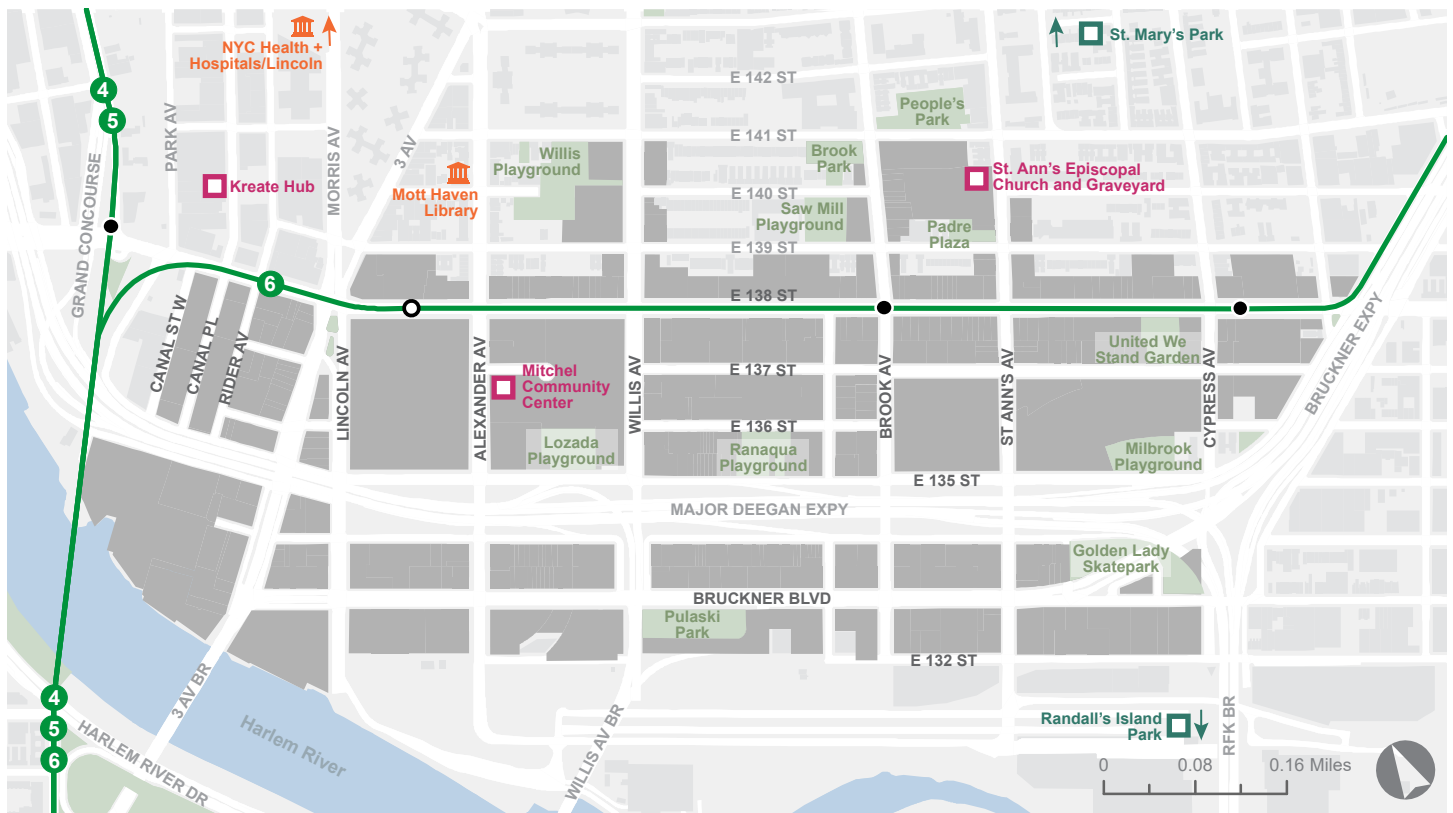 NYC Health +
Hospitals/Lincoln
St. Mary's Park
E 142 ST
4
5
People's
Park
PARK AV
MORRIS AV
3 AV
E 141 ST
Willis
Playground
Brook
Park
GRAND CONCOURSE
Kreate Hub
Mott Haven
Library
E 140 ST
St. Ann's Episcopal
Church and Graveyard
Saw Mill
Playground
Padre
Plaza
E 139 ST
6
E 138 ST
CANAL ST W
CANAL PL
RIDER AV
LINCOLN AV
ALEXANDER AV
Mitchel
Community
Center
WILLIS AV
E 137 ST
BROOK AV
ST ANN'S AV
United We
Stand Garden
CYPRESS AV
BRUCKNER EXPY
E 136 ST
Lozada
Playground
Ranaqua
Playground
Milbrook
Playground
E 135 ST
MAJOR DEEGAN EXPY
Golden Lady
Skatepark
BRUCKNER BLVD
Pulaski
Park
E 132 ST
3 AV BR
4
5
6
HARLEM RIVER DR
Harlem River
WILLIS AV BR
Randall's Island
Park
RFK BR
0
0.08
0.16 Miles